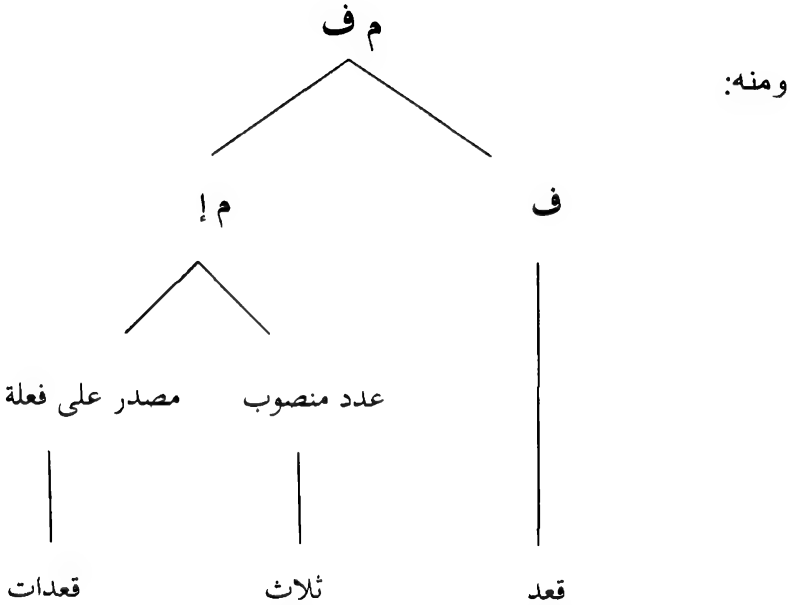 م ف
ومنه:
ف م إ
عدد منصوب مصدر على فعلة
قعد ثلاث قعدات